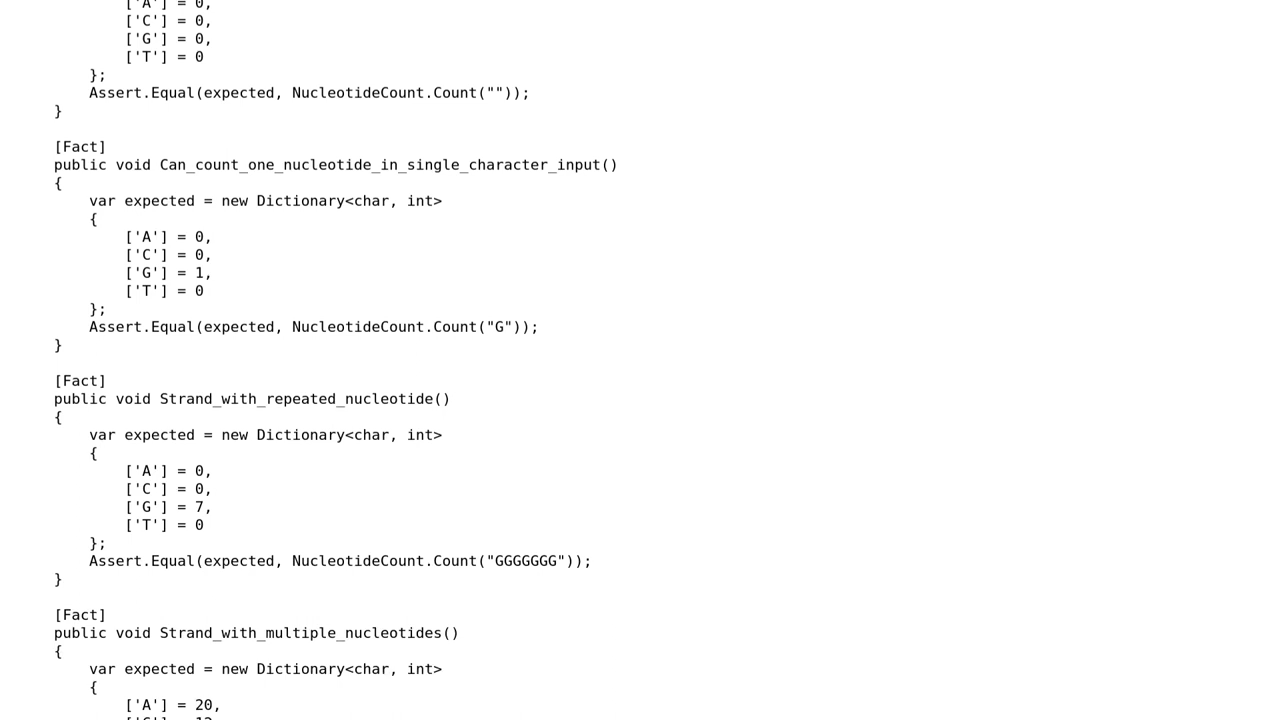 ['A'] = 0,
        ['C'] = 0,
        ['G'] = 0,
        ['T'] = 0
    };
    Assert.Equal(expected, NucleotideCount.Count(""));
}

[Fact]
public void Can_count_one_nucleotide_in_single_character_input()
{
    var expected = new Dictionary<char, int>
    {
        ['A'] = 0,
        ['C'] = 0,
        ['G'] = 1,
        ['T'] = 0
    };
    Assert.Equal(expected, NucleotideCount.Count("G"));
}

[Fact]
public void Strand_with_repeated_nucleotide()
{
    var expected = new Dictionary<char, int>
    {
        ['A'] = 0,
        ['C'] = 0,
        ['G'] = 7,
        ['T'] = 0
    };
    Assert.Equal(expected, NucleotideCount.Count("GGGGGGG"));
}

[Fact]
public void Strand_with_multiple_nucleotides()
{
    var expected = new Dictionary<char, int>
    {
        ['A'] = 20,